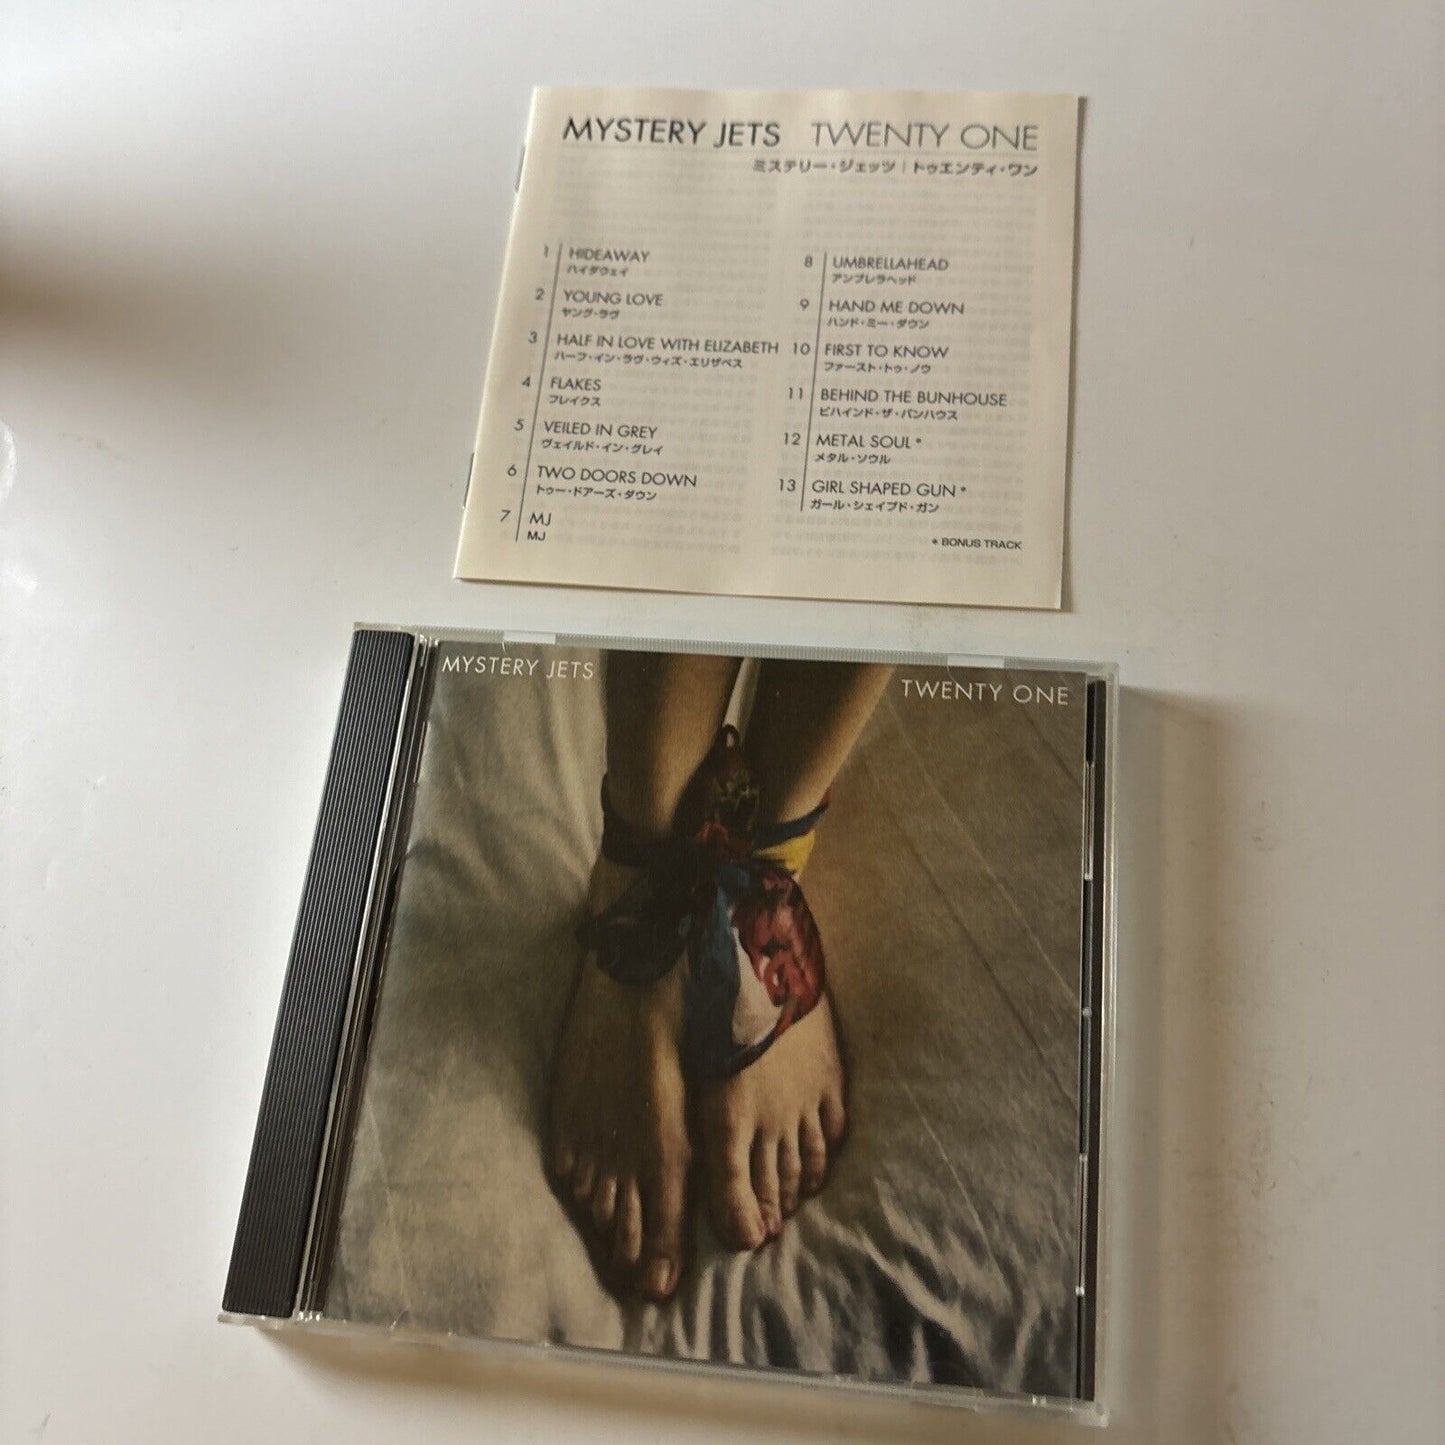 MYSTERY JETS TWENTY ONE
ミステリー・ジェッツ｜トゥエンティ・ワン
1 HIDEAWAY
ハイダウェイ
2 YOUNG LOVE
ヤング・ラヴ
3 HALF IN LOVE WITH ELIZABETH
ハーフ・イン・ラヴ・ウィズ・エリザベス
4 FLAKES
フレイクス
5 VEILED IN GREY
ヴェイルド・イン・グレイ
6 TWO DOORS DOWN
トゥー・ドアーズ・ダウン
7 MJ
MJ
8 UMBRELLAHEAD
アンブレラヘッド
9 HAND ME DOWN
ハンド・ミー・ダウン
10 FIRST TO KNOW
ファースト・トゥ・ノウ
11 BEHIND THE BUNHOUSE
ビハインド・ザ・バンハウス
12 METAL SOUL *
メタル・ソウル
13 GIRL SHAPED GUN *
ガール・シェイプド・ガン
* BONUS TRACK
MYSTERY JETS
TWENTY ONE